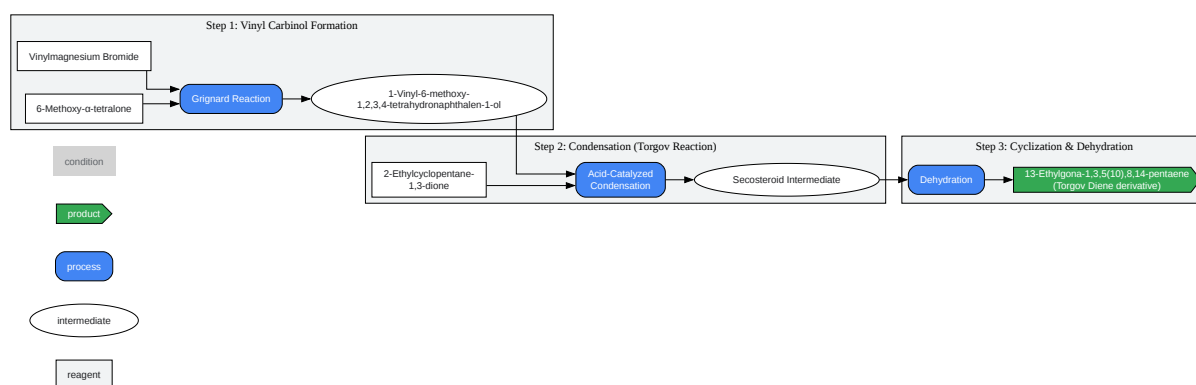 Step 1: Vinyl Carbinol Formation
Vinylmagnesium Bromide
6-Methoxy-α-tetralone
Grignard Reaction
1-Vinyl-6-methoxy-
1,2,3,4-tetrahydronaphthalen-1-ol
Step 2: Condensation (Torgov Reaction)
2-Ethylcyclopentane-
1,3-dione
Acid-Catalyzed
Condensation
Secosteroid Intermediate
Step 3: Cyclization & Dehydration
Dehydration
13-Ethylgona-1,3,5(10),8,14-pentaene
(Torgov Diene derivative)
condition
product
process
intermediate
reagent